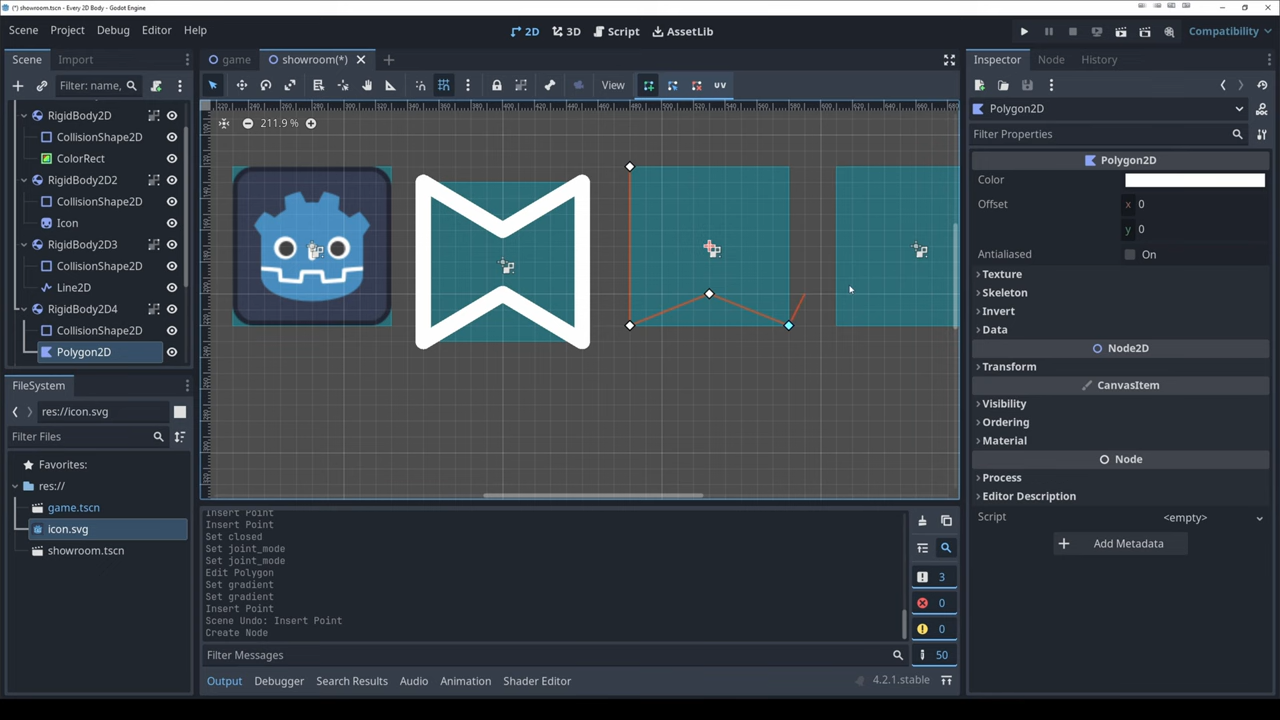 (*) showroom.tscn - Every 2D Body - Godot Engine
Scene Project Debug Editor Help
2D 3D Script AssetLib
Compatibility
Scene Import
game showroom(*)
Inspector Node History
Filter: name,
View
UV
Polygon2D
Filter Properties
RigidBody2D
CollisionShape2D
ColorRect
RigidBody2D2
CollisionShape2D
Icon
RigidBody2D3
CollisionShape2D
Line2D
RigidBody2D4
CollisionShape2D
Polygon2D
211.9 %
Polygon2D
Color
Offset x 0
y 0
Antialiased On
Texture
Skeleton
Invert
Data
Node2D
Transform
CanvasItem
Visibility
Ordering
Material
Node
Process
Editor Description
Script <empty>
Add Metadata
FileSystem
res://icon.svg
Filter Files
Favorites:
res://
game.tscn
icon.svg
showroom.tscn
Insert Point
Insert Point
Set closed
Set joint_mode
Set joint_mode
Edit Polygon
Set gradient
Set gradient
Insert Point
Scene Undo: Insert Point
Create Node
3
0
0
50
Filter Messages
Output Debugger Search Results Audio Animation Shader Editor
4.2.1.stable